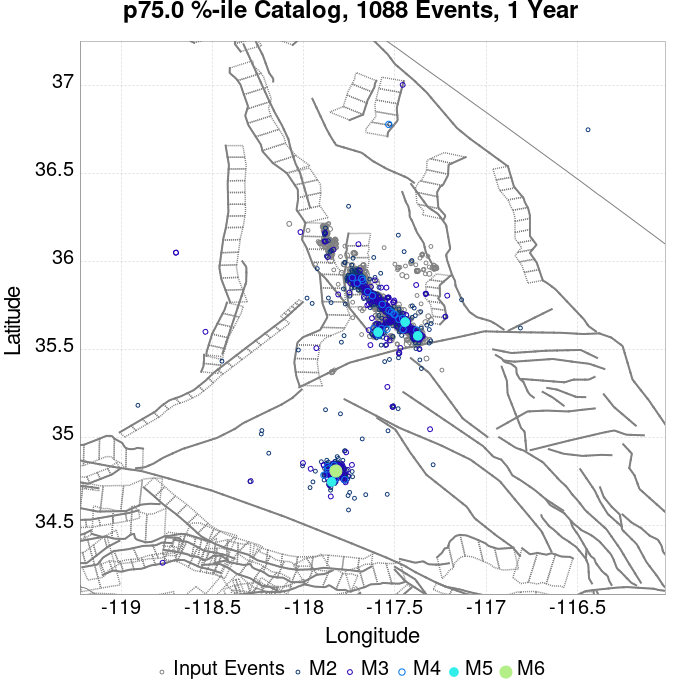 p75.0 %-ile Catalog, 1088 Events, 1 Year
37
36.5
36
35.5
35
34.5
Latitude
-119
-118.5
-118
-117.5
-117
-116.5
Longitude
Input Events
M2
M3
M4
M5
M6